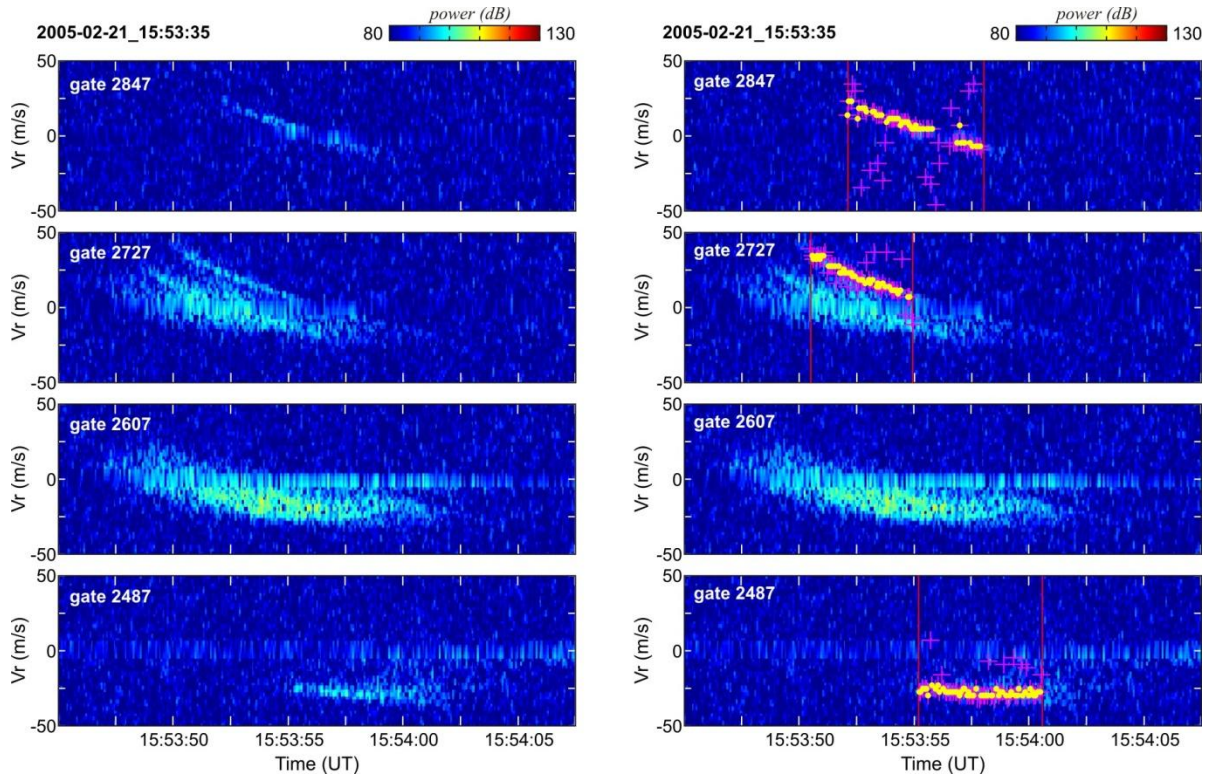 power (dB)
2005-02-21_15:53:35 80 130
50
gate 2847
Vr (m/s)
0
-50
50
gate 2727
Vr (m/s)
0
-50
50
gate 2607
Vr (m/s)
0
-50
50
gate 2487
Vr (m/s)
0
-50
15:53:50 15:53:55 15:54:00 15:54:05
Time (UT)
power (dB)
2005-02-21_15:53:35 80 130
50
gate 2847
Vr (m/s)
0
-50
50
gate 2727
Vr (m/s)
0
-50
50
gate 2607
Vr (m/s)
0
-50
50
gate 2487
Vr (m/s)
0
-50
15:53:50 15:53:55 15:54:00 15:54:05
Time (UT)